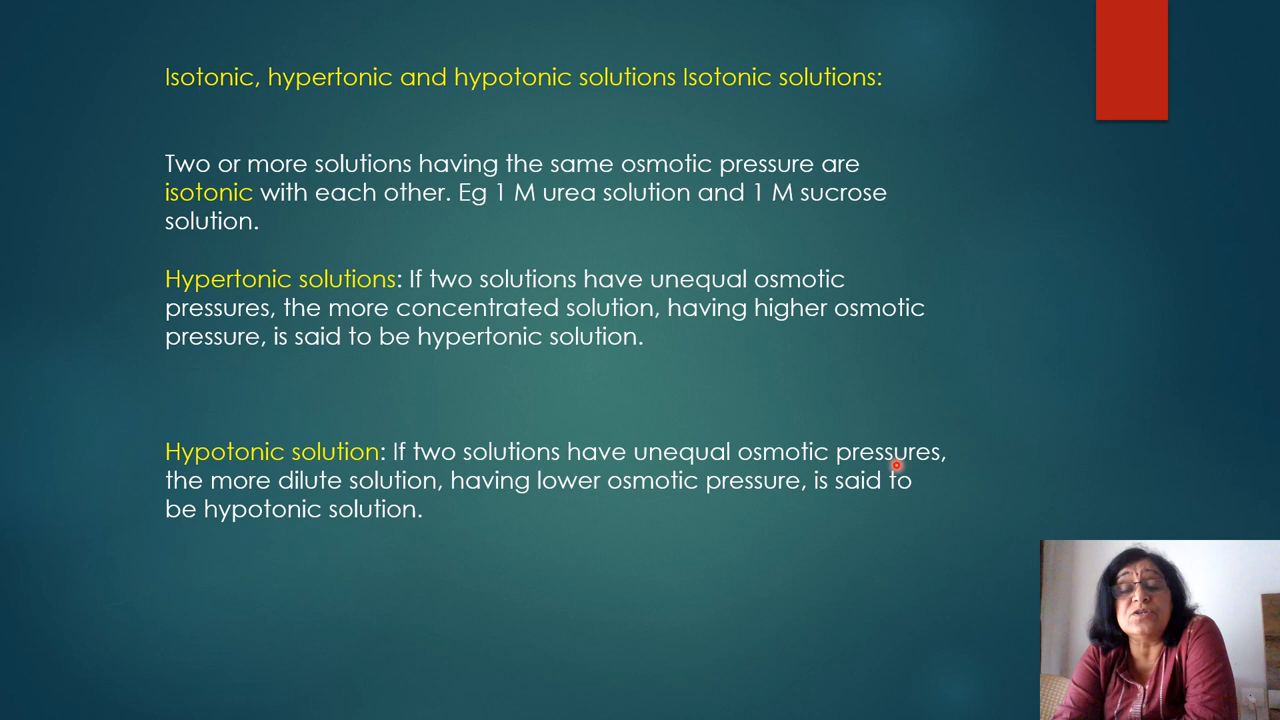 Isotonic, hypertonic and hypotonic solutions Isotonic solutions:
Two or more solutions having the same osmotic pressure are
isotonic with each other. Eg 1 M urea solution and 1 M sucrose
solution.
Hypertonic solutions: If two solutions have unequal osmotic
pressures, the more concentrated solution, having higher osmotic
pressure, is said to be hypertonic solution.
Hypotonic solution: If two solutions have unequal osmotic pressures,
the more dilute solution, having lower osmotic pressure, is said to
be hypotonic solution.